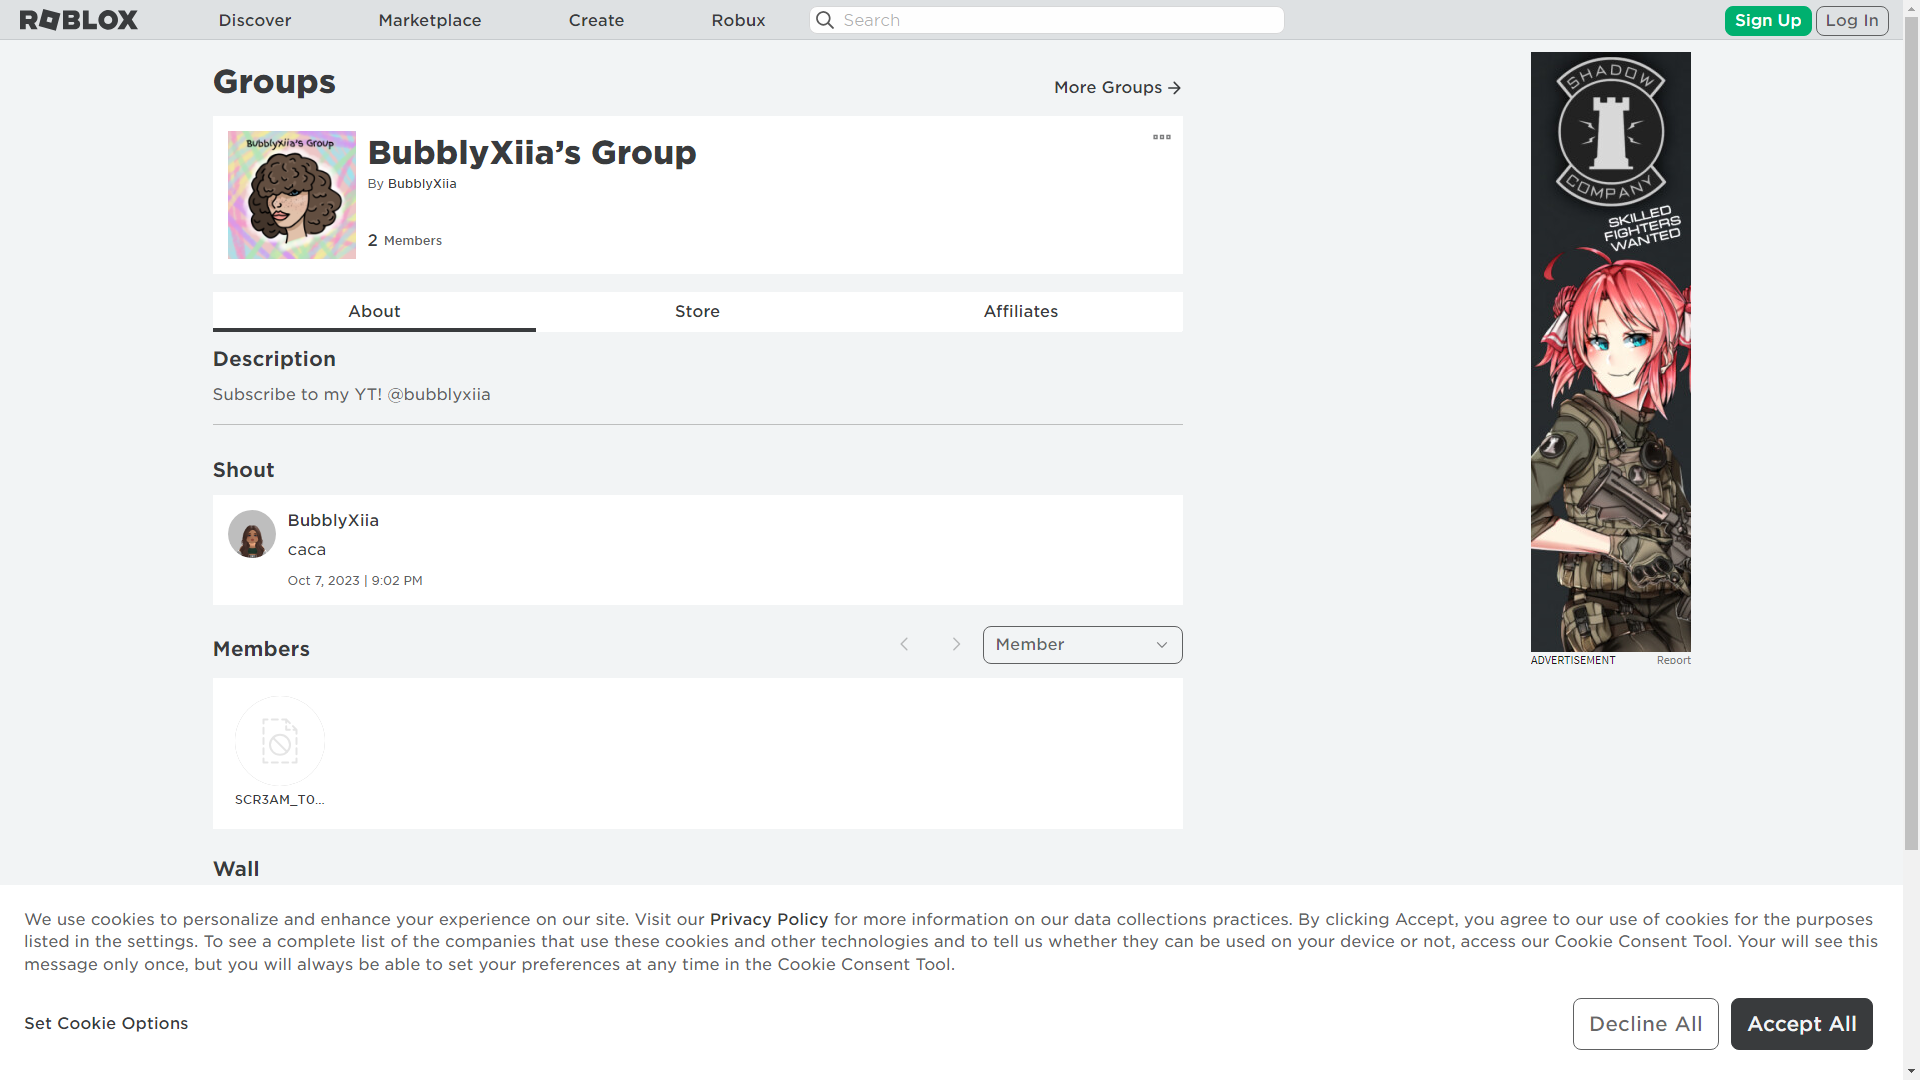 ROBLOX
Discover
Marketplace
Create
Robux
Search
Sign Up
Log In
Groups
More Groups
BubblyXiia's Group
BubblyXiia’s Group
By BubblyXiia
2 Members
About
Store
Affiliates
Description
Subscribe to my YT! @bubblyxiia
Shout
BubblyXiia
caca
Oct 7, 2023 | 9:02 PM
Members
Member
SCR3AM_T0...
Wall
SHADOW
COMPANY
SKILLED
FIGHTERS
WANTED
ADVERTISEMENT
Report
We use cookies to personalize and enhance your experience on our site. Visit our Privacy Policy for more information on our data collections practices. By clicking Accept, you agree to our use of cookies for the purposes
listed in the settings. To see a complete list of the companies that use these cookies and other technologies and to tell us whether they can be used on your device or not, access our Cookie Consent Tool. Your will see this
message only once, but you will always be able to set your preferences at any time in the Cookie Consent Tool.
Set Cookie Options
Decline All
Accept All